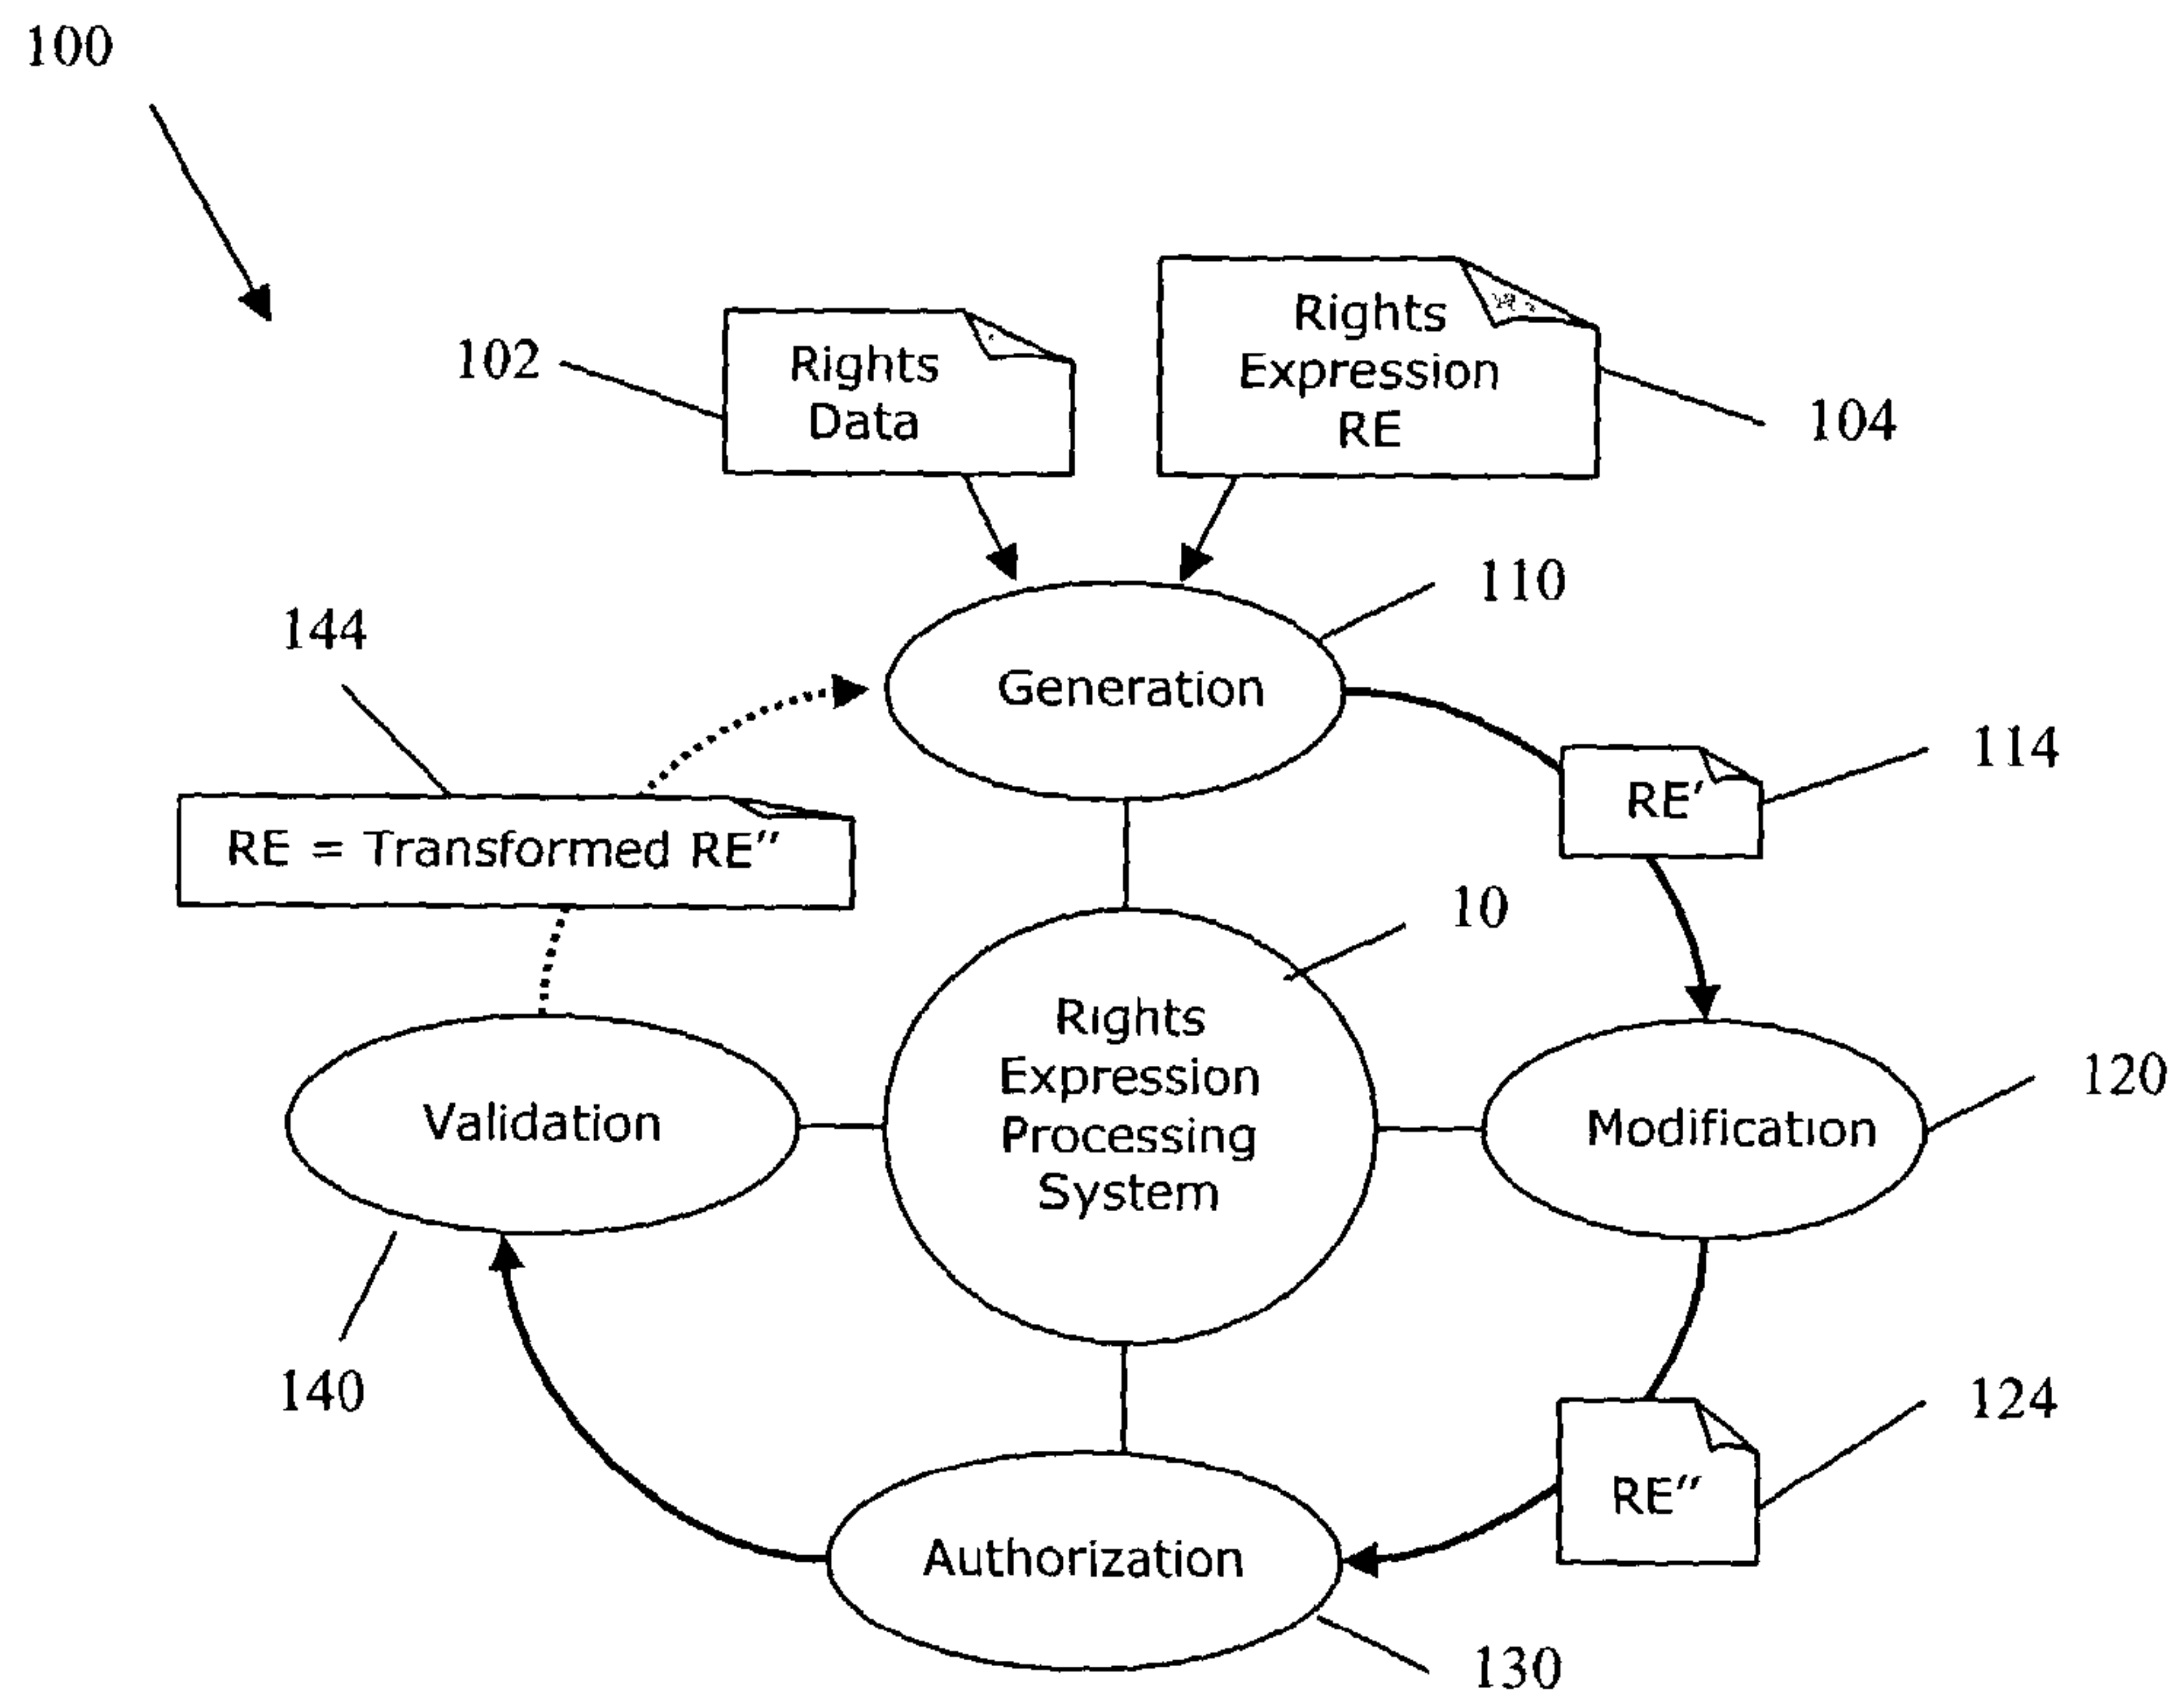 100
102
Rights
Data
Rights
Expression
RE
104
110
Generation
144
RE = Transformed RE″
RE′
114
10
Rights
Expression
Processing
System
Validation
Modification
120
140
RE″
124
Authorization
130